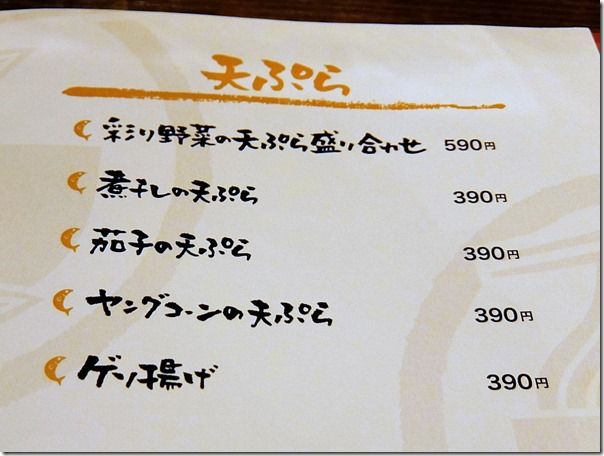 天ぷら
彩り野菜の天ぷら盛り合わせ 590円
煮干しの天ぷら 390円
茄子の天ぷら 390円
ヤングコーンの天ぷら 390円
ゲソ揚げ 390円